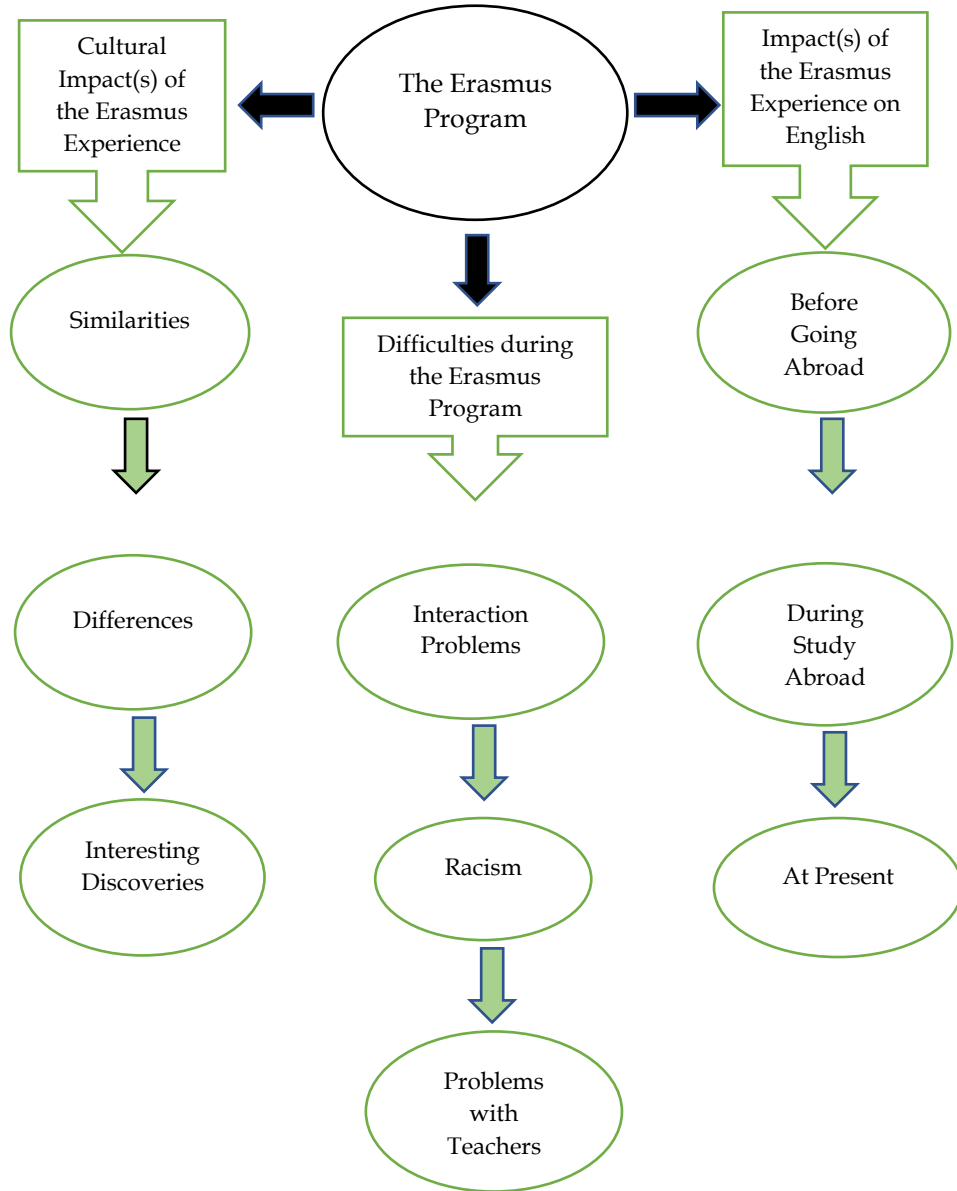 The Erasmus
Program
Cultural
Impact(s) of
the Erasmus
Experience
Impact(s) of
the Erasmus
Experience on
English
Similarities
Difficulties during
the Erasmus
Program
Before
Going
Abroad
Differences
Interaction
Problems
During
Study
Abroad
Interesting
Discoveries
Racism
At Present
Problems
with
Teachers